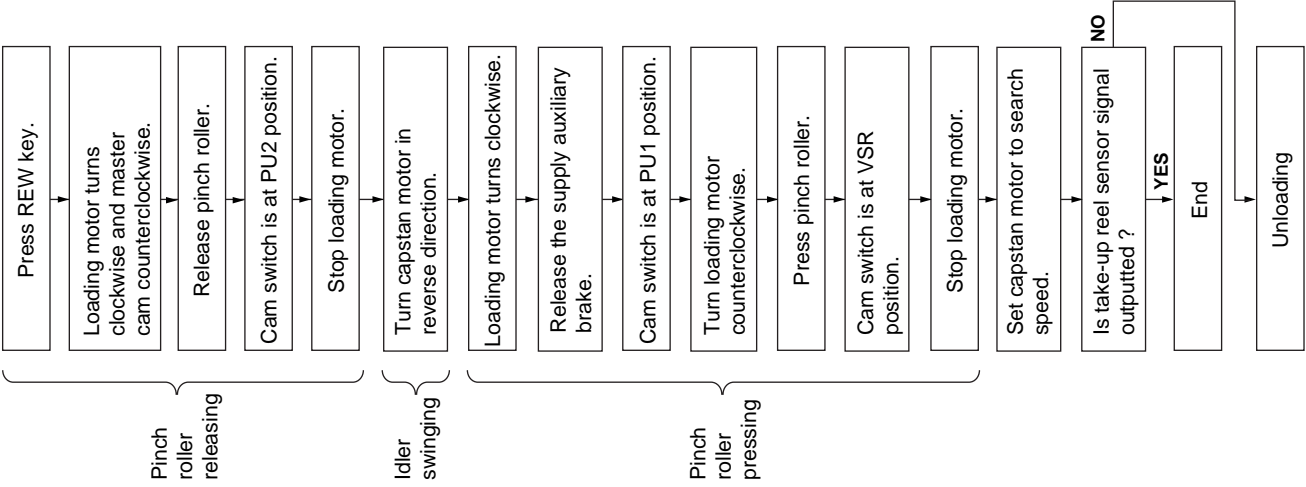 Press REW key.
Loading motor turns
clockwise and master
cam counterclockwise.
Release pinch roller.
Cam switch is at PU2 position.
Stop loading motor.
Pinch
roller
releasing
Turn capstan motor in
reverse direction.
Idler
swinging
Loading motor turns clockwise.
Release the supply auxiliary
brake.
Cam switch is at PU1 position.
Turn loading motor
counterclockwise.
Press pinch roller.
Cam switch is at VSR
position.
Stop loading motor.
Pinch
roller
pressing
Set capstan motor to search
speed.
Is take-up reel sensor signal
outputted ?
NO
YES
End
Unloading